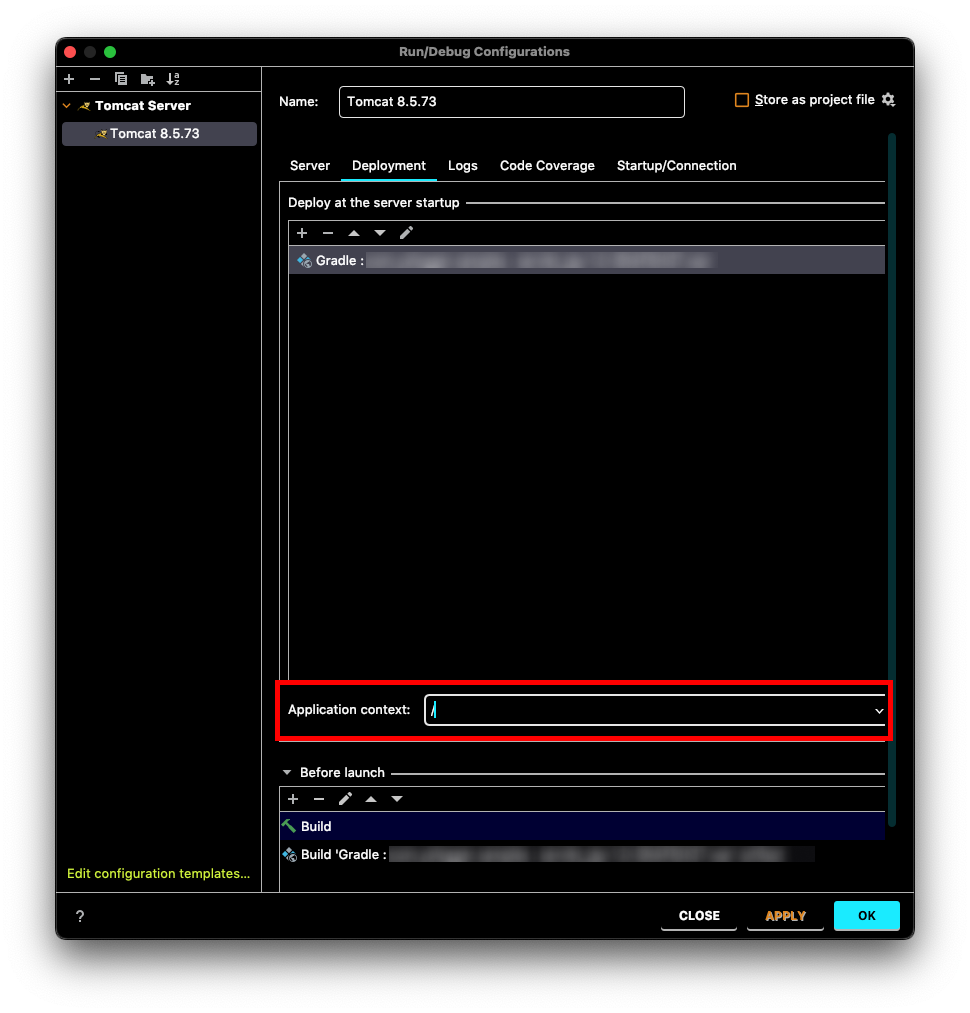 Run/Debug Configurations
Tomcat Server
Tomcat 8.5.73
Name: Tomcat 8.5.73
Store as project file
Server Deployment Logs Code Coverage Startup/Connection
Deploy at the server startup
Gradle :
Application context: /
Before launch
Build
Build 'Gradle :
Edit configuration templates...
? CLOSE APPLY OK